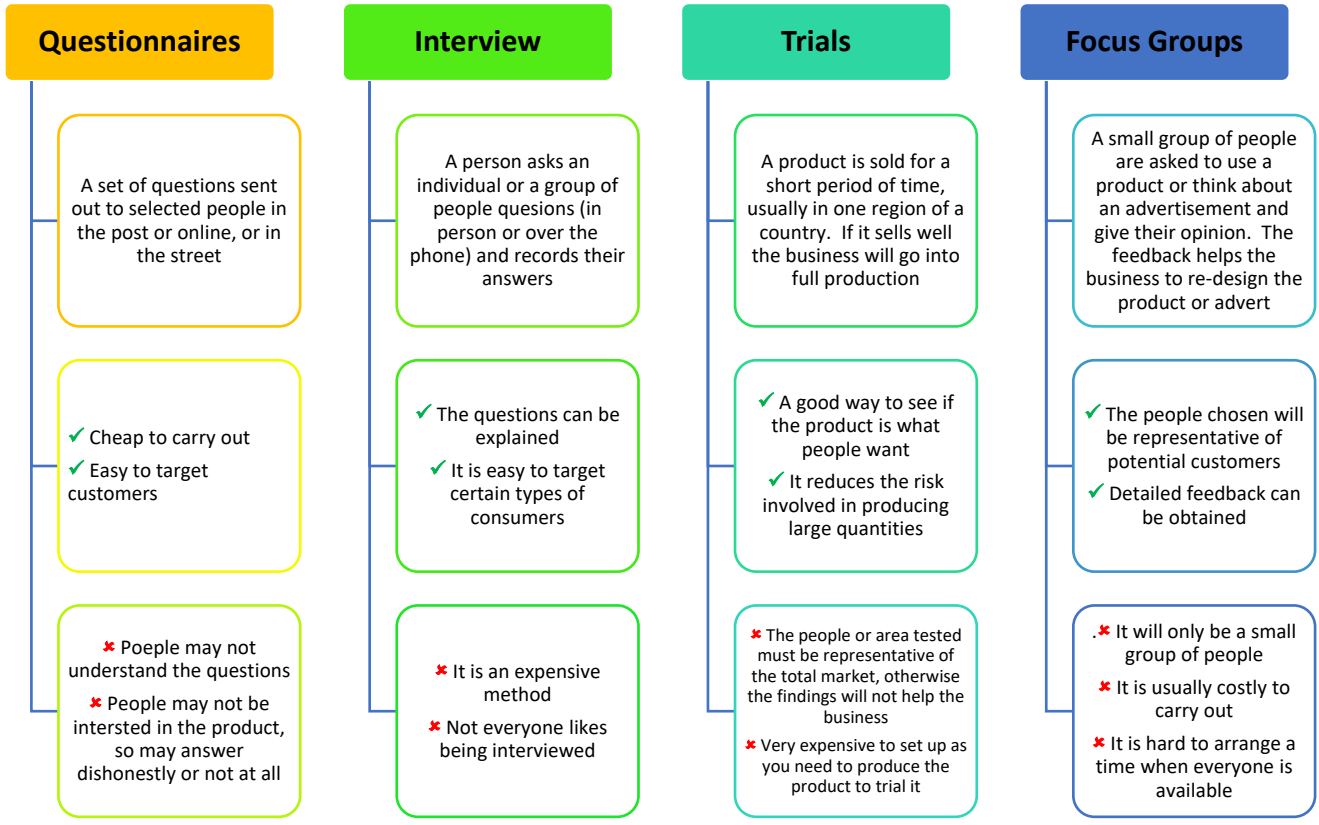 Questionnaires
A set of questions sent
out to selected people in
the post or online, or in
the street
✓ Cheap to carry out
✓ Easy to target
customers
✘ Poeple may not
understand the questions
✘ People may not be
intersted in the product,
so may answer
dishonestly or not at all
Interview
A person asks an
individual or a group of
people quesions (in
person or over the
phone) and records their
answers
✓ The questions can be
explained
✓ It is easy to target
certain types of
consumers
✘ It is an expensive
method
✘ Not everyone likes
being interviewed
Trials
A product is sold for a
short period of time,
usually in one region of a
country.  If it sells well
the business will go into
full production
✓ A good way to see if
the product is what
people want
✓ It reduces the risk
involved in producing
large quantities
✘ The people or area tested
must be representative of
the total market, otherwise
the findings will not help the
business
✘ Very expensive to set up as
you need to produce the
product to trial it
Focus Groups
A small group of people
are asked to use a
product or think about
an advertisement and
give their opinion.  The
feedback helps the
business to re-design the
product or advert
✓ The people chosen will
be representative of
potential customers
✓ Detailed feedback can
be obtained
.✘ It will only be a small
group of people
✘ It is usually costly to
carry out
✘ It is hard to arrange a
time when everyone is
available